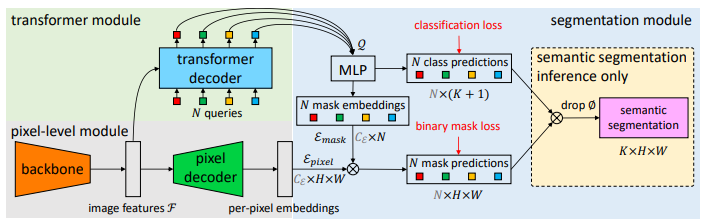 transformer module
segmentation module
classification loss
Q
transformer
decoder
MLP
N class predictions
semantic segmentation
inference only
N×(K + 1)
drop ∅
N queries
N mask embeddings
semantic
segmentation
pixel-level module
ℰmask
Cℰ×N
binary mask loss
K×H×W
backbone
pixel
decoder
ℰpixel
Cℰ×H×W
N mask predictions
N×H×W
image features ℱ
per-pixel embeddings